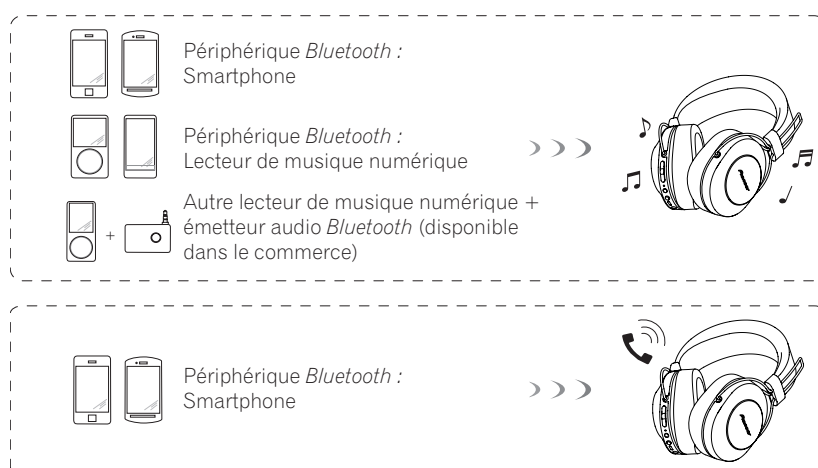 Périphérique Bluetooth :
Smartphone
Périphérique Bluetooth :
Lecteur de musique numérique
+
Autre lecteur de musique numérique +
émetteur audio Bluetooth (disponible
dans le commerce)
Périphérique Bluetooth :
Smartphone